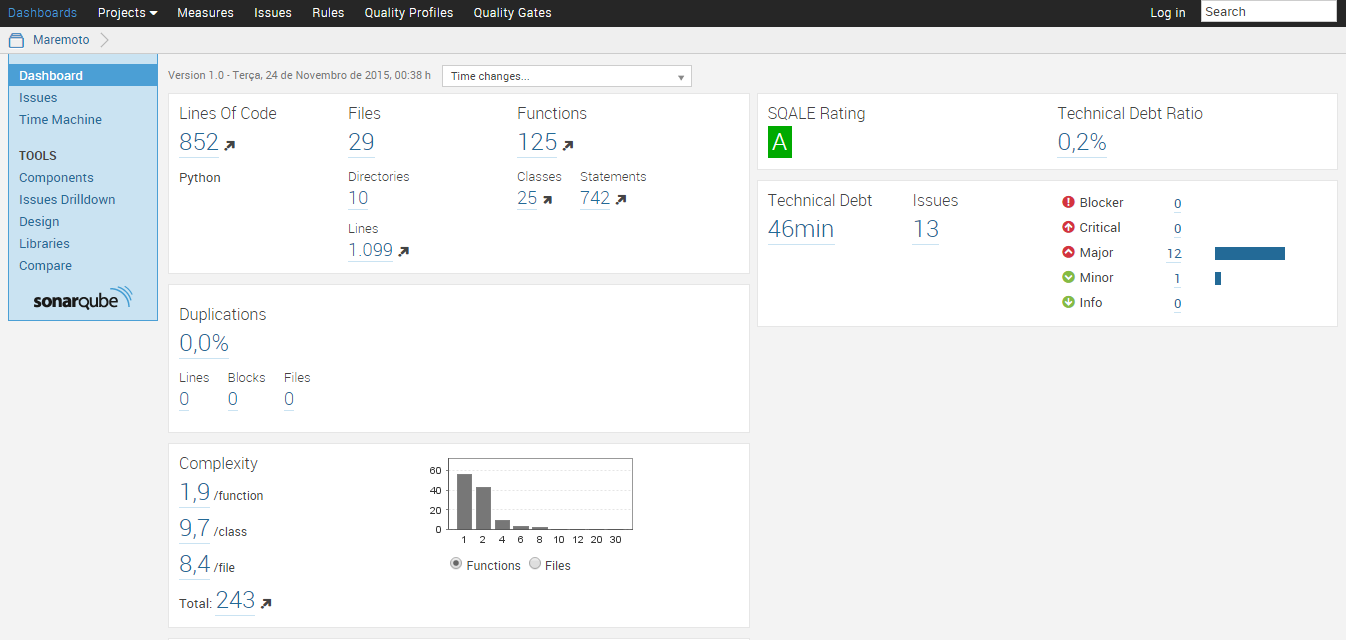 Dashboards Projects Measures Issues Rules Quality Profiles Quality Gates Log in Search
Maremoto
Dashboard
Issues
Time Machine
TOOLS
Components
Issues Drilldown
Design
Libraries
Compare
sonarqube
Version 1.0 - Terça, 24 de Novembro de 2015, 00:38 h Time changes...
Lines Of Code Files Functions
852 29 125
Python Directories Classes Statements
10 25 742
Lines
1.099
Duplications
0,0%
Lines Blocks Files
0 0 0
Complexity
1,9 /function
9,7 /class
8,4 /file
Total: 243
60
40
20
0
1 2 4 6 8 10 12 20 30
Functions Files
SQALE Rating Technical Debt Ratio
A 0,2%
Technical Debt Issues
46min 13
Blocker 0
Critical 0
Major 12
Minor 1
Info 0